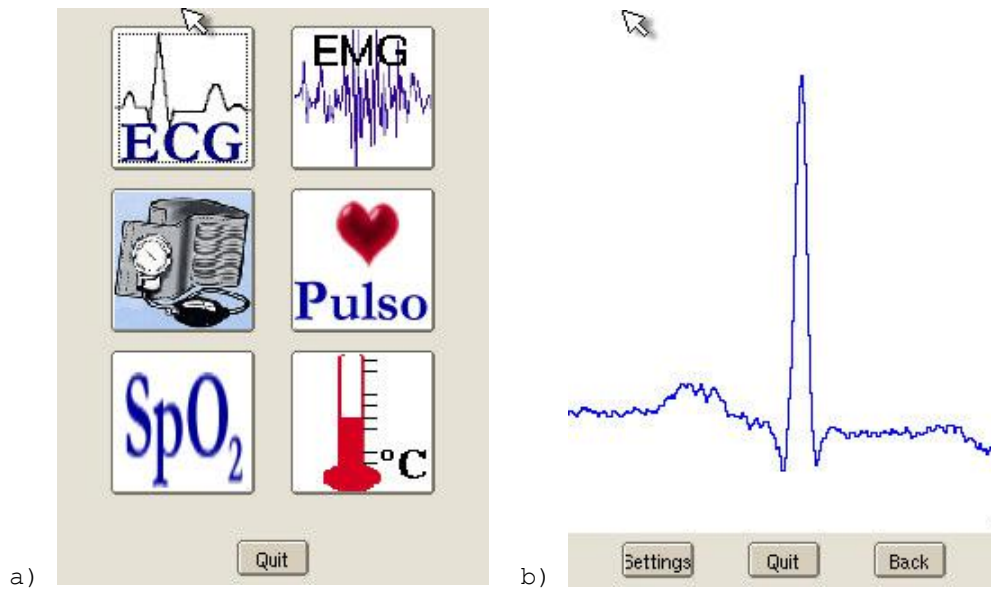 ECG
EMG
Pulso
SpO₂
°C
Quit
a)
Settings
Quit
Back
b)